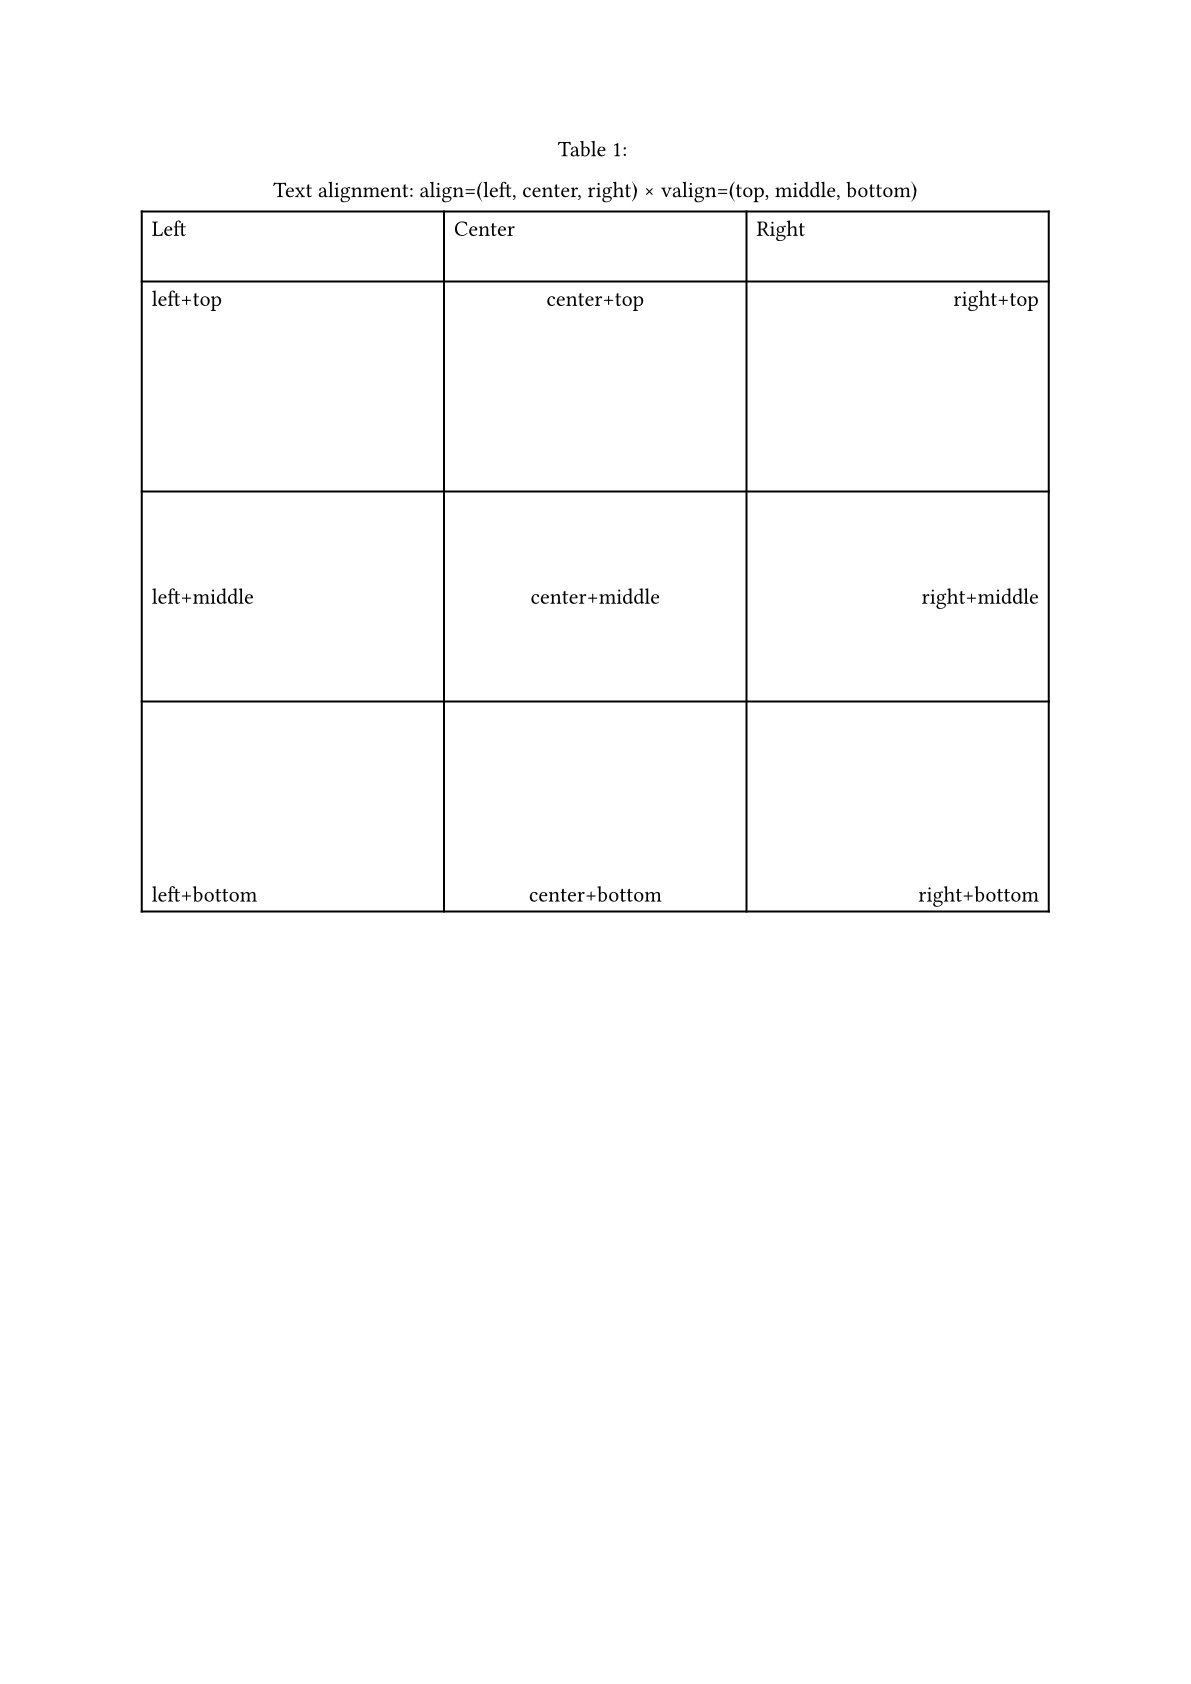 Table 1:
Text alignment: align=(left, center, right) × valign=(top, middle, bottom)
Left Center Right
left+top center+top right+top
left+middle center+middle right+middle
left+bottom center+bottom right+bottom